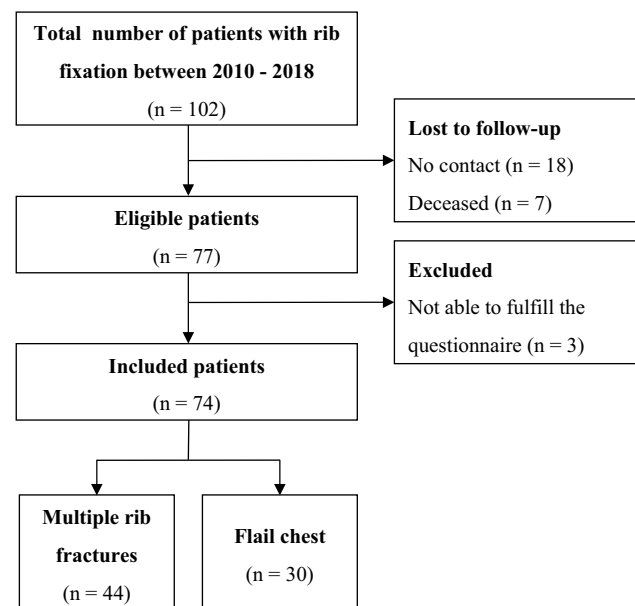 Total number of patients with rib
fixation between 2010 - 2018
(n = 102)
Lost to follow-up
No contact (n = 18)
Deceased (n = 7)
Eligible patients
(n = 77)
Excluded
Not able to fulfill the
questionnaire (n = 3)
Included patients
(n = 74)
Multiple rib
fractures
(n = 44)
Flail chest
(n = 30)